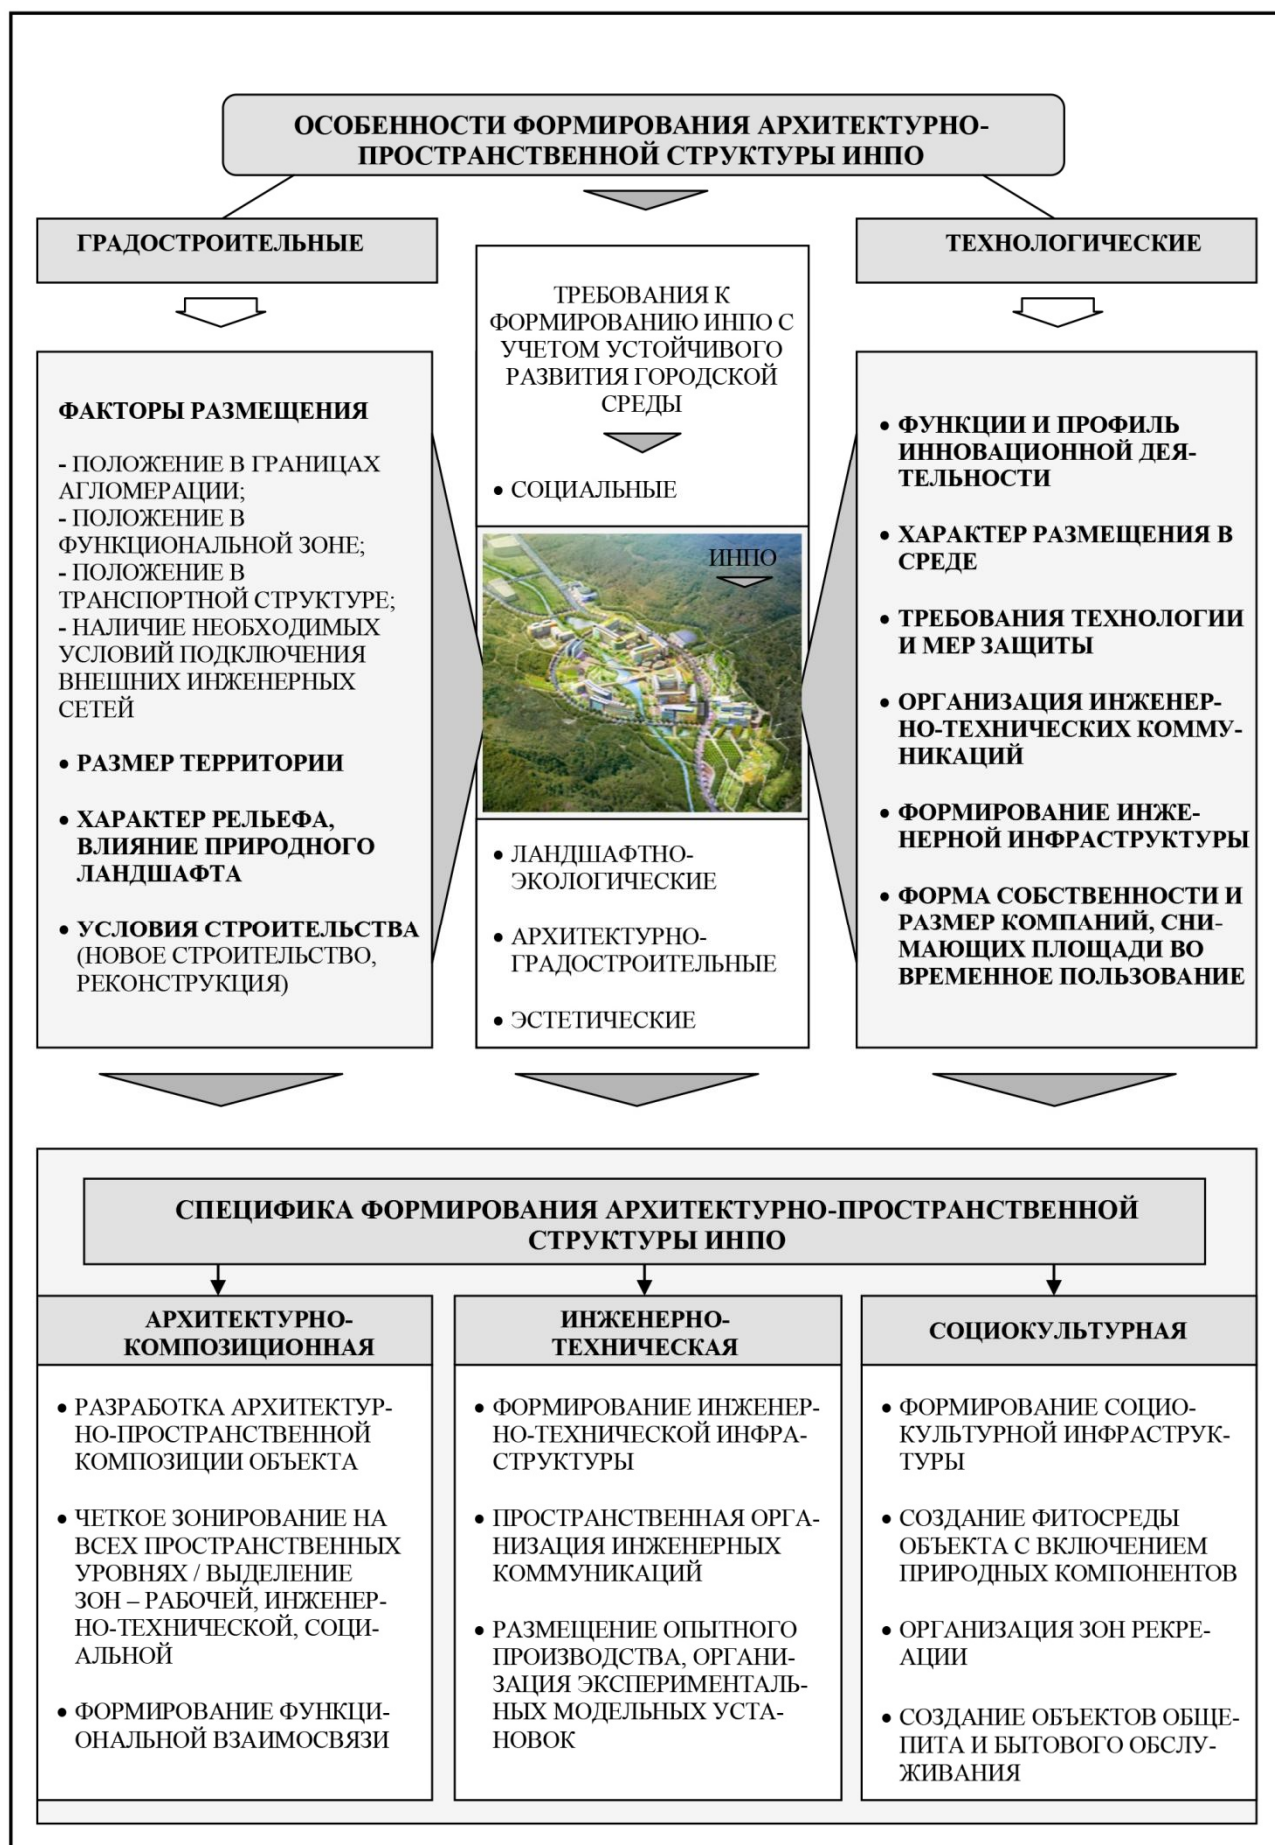 ОСОБЕННОСТИ ФОРМИРОВАНИЯ АРХИТЕКТУРНО-
ПРОСТРАНСТВЕННОЙ СТРУКТУРЫ ИНПО
ГРАДОСТРОИТЕЛЬНЫЕ
ФАКТОРЫ РАЗМЕЩЕНИЯ
- ПОЛОЖЕНИЕ В ГРАНИЦАХ
АГЛОМЕРАЦИИ;
- ПОЛОЖЕНИЕ В
ФУНКЦИОНАЛЬНОЙ ЗОНЕ;
- ПОЛОЖЕНИЕ В
ТРАНСПОРТНОЙ СТРУКТУРЕ;
- НАЛИЧИЕ НЕОБХОДИМЫХ
УСЛОВИЙ ПОДКЛЮЧЕНИЯ
ВНЕШНИХ ИНЖЕНЕРНЫХ
СЕТЕЙ
• РАЗМЕР ТЕРРИТОРИИ
• ХАРАКТЕР РЕЛЬЕФА,
ВЛИЯНИЕ ПРИРОДНОГО
ЛАНДШАФТА
• УСЛОВИЯ СТРОИТЕЛЬСТВА
(НОВОЕ СТРОИТЕЛЬСТВО,
РЕКОНСТРУКЦИЯ)
ТРЕБОВАНИЯ К
ФОРМИРОВАНИЮ ИНПО С
УЧЕТОМ УСТОЙЧИВОГО
РАЗВИТИЯ ГОРОДСКОЙ
СРЕДЫ
• СОЦИАЛЬНЫЕ
ИНПО
• ЛАНДШАФТНО-
ЭКОЛОГИЧЕСКИЕ
• АРХИТЕКТУРНО-
ГРАДОСТРОИТЕЛЬНЫЕ
• ЭСТЕТИЧЕСКИЕ
ТЕХНОЛОГИЧЕСКИЕ
• ФУНКЦИИ И ПРОФИЛЬ
ИННОВАЦИОННОЙ ДЕЯ-
ТЕЛЬНОСТИ
• ХАРАКТЕР РАЗМЕЩЕНИЯ В
СРЕДЕ
• ТРЕБОВАНИЯ ТЕХНОЛОГИИ
И МЕР ЗАЩИТЫ
• ОРГАНИЗАЦИЯ ИНЖЕНЕР-
НО-ТЕХНИЧЕСКИХ КОММУ-
НИКАЦИЙ
• ФОРМИРОВАНИЕ ИНЖЕ-
НЕРНОЙ ИНФРАСТРУКТУРЫ
• ФОРМА СОБСТВЕННОСТИ И
РАЗМЕР КОМПАНИЙ, СНИ-
МАЮЩИХ ПЛОЩАДИ ВО
ВРЕМЕННОЕ ПОЛЬЗОВАНИЕ
СПЕЦИФИКА ФОРМИРОВАНИЯ АРХИТЕКТУРНО-ПРОСТРАНСТВЕННОЙ
СТРУКТУРЫ ИНПО
АРХИТЕКТУРНО-
КОМПОЗИЦИОННАЯ
• РАЗРАБОТКА АРХИТЕКТУР-
НО-ПРОСТРАНСТВЕННОЙ
КОМПОЗИЦИИ ОБЪЕКТА
• ЧЕТКОЕ ЗОНИРОВАНИЕ НА
ВСЕХ ПРОСТРАНСТВЕННЫХ
УРОВНЯХ / ВЫДЕЛЕНИЕ
ЗОН – РАБОЧЕЙ, ИНЖЕНЕР-
НО-ТЕХНИЧЕСКОЙ, СОЦИ-
АЛЬНОЙ
• ФОРМИРОВАНИЕ ФУНКЦИ-
ОНАЛЬНОЙ ВЗАИМОСВЯЗИ
ИНЖЕНЕРНО-
ТЕХНИЧЕСКАЯ
• ФОРМИРОВАНИЕ ИНЖЕНЕР-
НО-ТЕХНИЧЕСКОЙ ИНФРА-
СТРУКТУРЫ
• ПРОСТРАНСТВЕННАЯ ОРГА-
НИЗАЦИЯ ИНЖЕНЕРНЫХ
КОММУНИКАЦИЙ
• РАЗМЕЩЕНИЕ ОПЫТНОГО
ПРОИЗВОДСТВА, ОРГАНИ-
ЗАЦИЯ ЭКСПЕРИМЕНТАЛЬ-
НЫХ МОДЕЛЬНЫХ УСТА-
НОВОК
СОЦИОКУЛЬТУРНАЯ
• ФОРМИРОВАНИЕ СОЦИО-
КУЛЬТУРНОЙ ИНФРАСТРУК-
ТУРЫ
• СОЗДАНИЕ ФИТОСРЕДЫ
ОБЪЕКТА С ВКЛЮЧЕНИЕМ
ПРИРОДНЫХ КОМПОНЕНТОВ
• ОРГАНИЗАЦИЯ ЗОН РЕКРЕ-
АЦИИ
• СОЗДАНИЕ ОБЪЕКТОВ ОБЩЕ-
ПИТА И БЫТОВОГО ОБСЛУ-
ЖИВАНИЯ